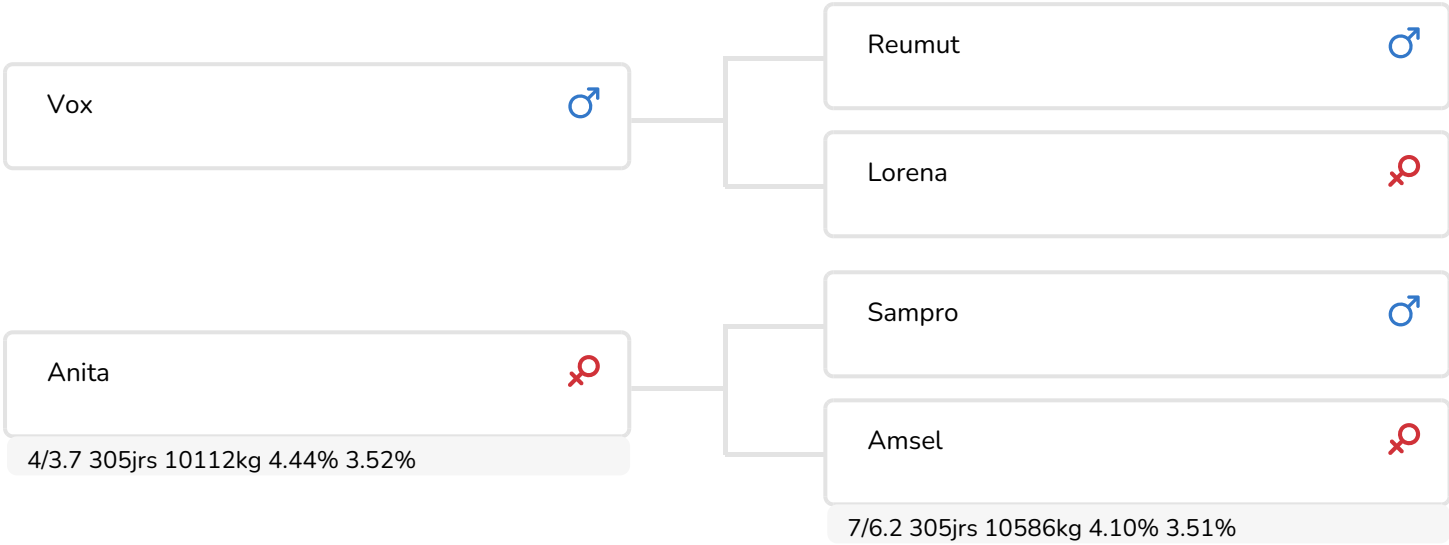 Reumut
Vox
Lorena
Sampro
Anita
Amsel
4/3.7 305jrs 10112kg 4.44% 3.52%
7/6.2 305jrs 10586kg 4.10% 3.51%